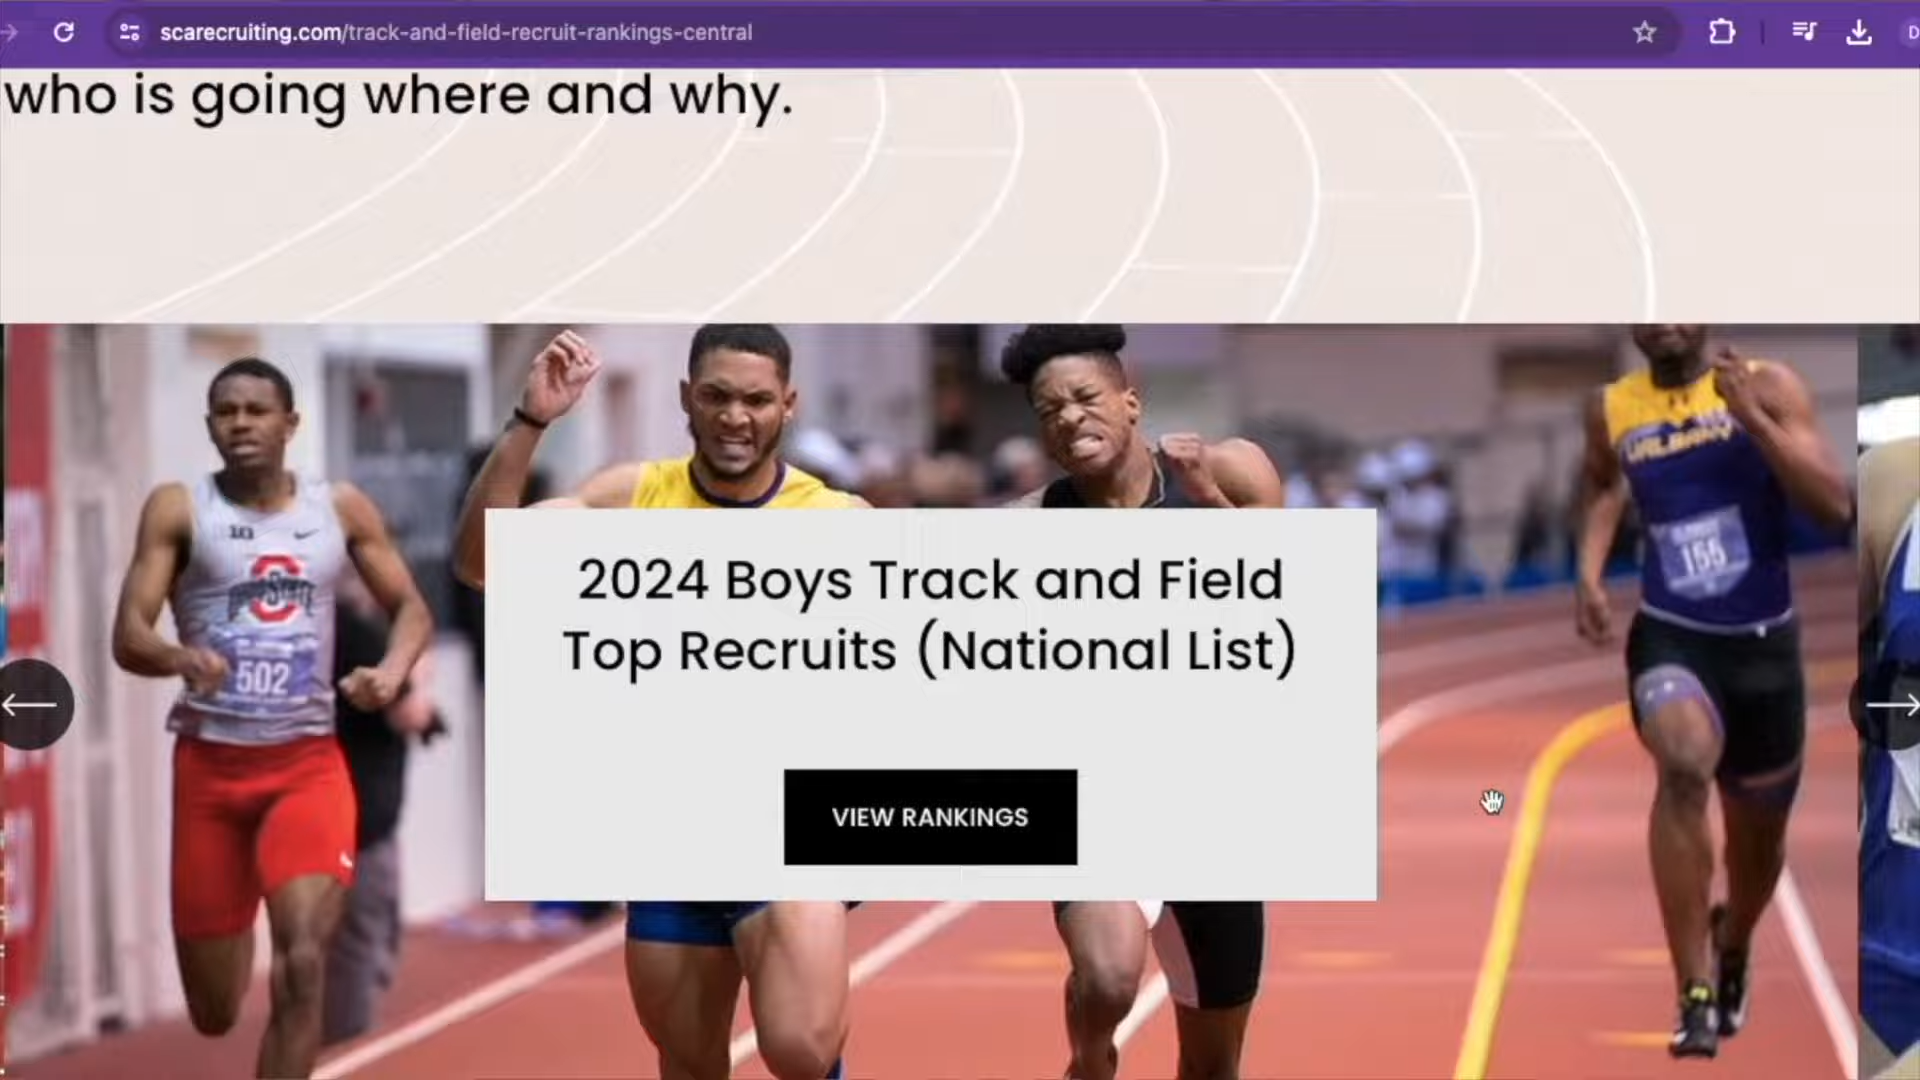 scarecruiting.com/track-and-field-recruit-rankings-central
D
who is going where and why.
2024 Boys Track and Field
Top Recruits (National List)
VIEW RANKINGS
502
155